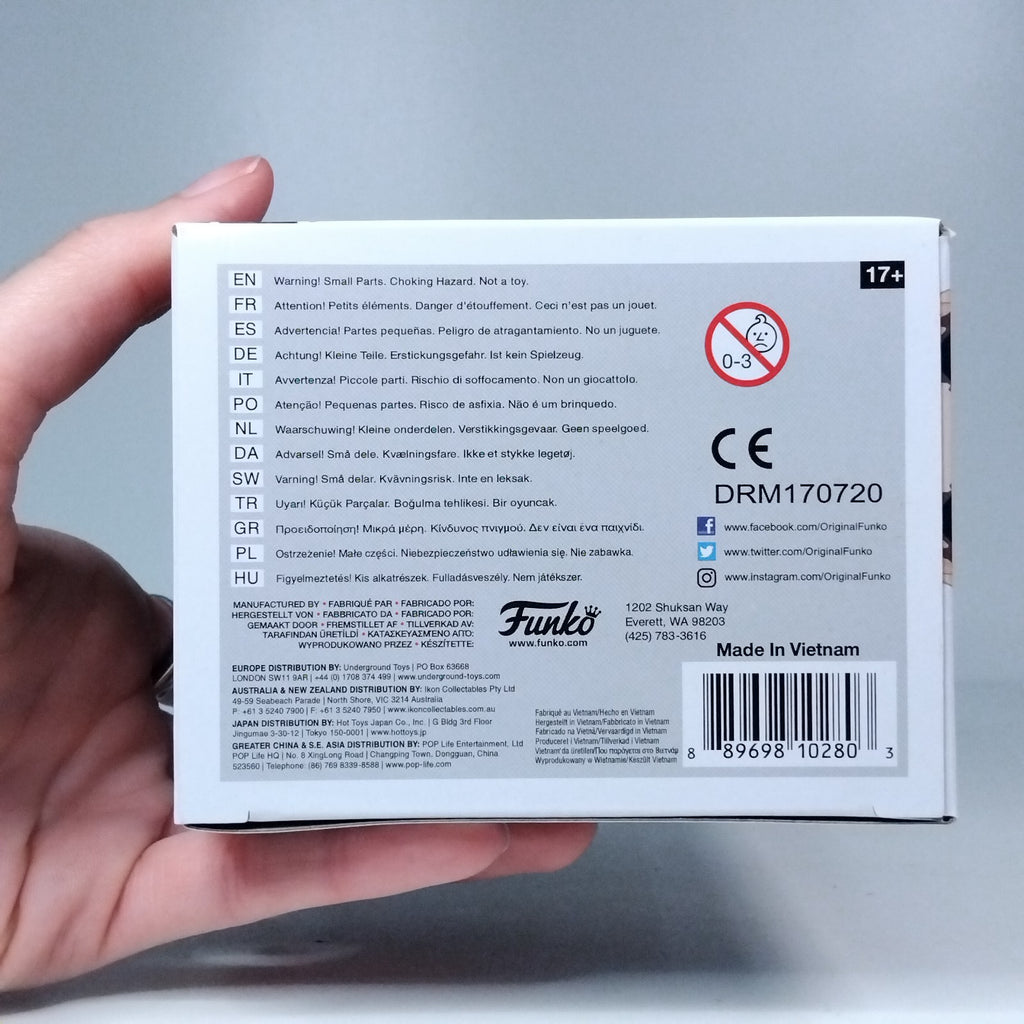 17+
EN Warning! Small Parts. Choking Hazard. Not a toy.
FR Attention! Petits éléments. Danger d'étouffement. Ceci n'est pas un jouet.
ES Advertencia! Partes pequeñas. Peligro de atragantamiento. No un juguete.
DE Achtung! Kleine Teile. Erstickungsgefahr. Ist kein Spielzeug.
IT Avvertenza! Piccole parti. Rischio di soffocamento. Non un giocattolo.
PO Atenção! Pequenas partes. Risco de asfixia. Não é um brinquedo.
NL Waarschuwing! Kleine onderdelen. Verstikkingsgevaar. Geen speelgoed.
DA Advarsel! Små dele. Kvælningsfare. Ikke et stykke legetøj.
SW Varning! Små delar. Kvävningsrisk. Inte en leksak.
TR Uyarı! Küçük Parçalar. Boğulma tehlikesi. Bir oyuncak.
GR Προειδοποίηση! Μικρά μέρη. Κίνδυνος πνιγμού. Δεν είναι ένα παιχνίδι.
PL Ostrzeżenie! Małe części. Niebezpieczeństwo udławienia się. Nie zabawka.
HU Figyelmeztetés! Kis alkatrészek. Fulladásveszély. Nem játékszer.
0-3
CE
DRM170720
www.facebook.com/OriginalFunko
www.twitter.com/OriginalFunko
www.instagram.com/OriginalFunko
MANUFACTURED BY • FABRIQUÉ PAR • FABRICADO POR:
HERGESTELLT VON • FABBRICATO DA • FABRICADO POR:
GEMAAKT DOOR • FREMSTILLET AF • TILLVERKAD AV:
TARAFINDAN ÜRETİLDİ • ΚΑΤΑΣΚΕΥΑΣΜΕΝΟ ΑΠΌ:
WYPRODUKOWANO PRZEZ • KÉSZÍTETTE:
Funko
www.funko.com
1202 Shuksan Way
Everett, WA 98203
(425) 783-3616
Made In Vietnam
EUROPE DISTRIBUTION BY: Underground Toys | PO Box 63668
LONDON SW11 9AR | +44 (0) 1708 374 499 | www.underground-toys.com
AUSTRALIA & NEW ZEALAND DISTRIBUTION BY: Ikon Collectables Pty Ltd
49-59 Seabeach Parade | North Shore, VIC 3214 Australia
P: +61 3 5240 7900 | F: +61 3 5240 7950 | www.ikoncollectables.com.au
JAPAN DISTRIBUTION BY: Hot Toys Japan Co., Inc. | G Bldg 3rd Floor
Jingumae 3-30-12 | Tokyo 150-0001 | www.hottoys.jp
GREATER CHINA & S.E. ASIA DISTRIBUTION BY: POP Life Entertainment, Ltd
POP Life HQ | No. 8 XingLong Road | Changping Town, Dongguan, China
523560 | Telephone: (86) 769 8339-8588 | www.pop-life.com
Fabriqué au Vietnam/Hecho en Vietnam
Hergestellt in Vietnam/Fabbricato in Vietnam
Fabricado na Vietnã/Vervaardigd in Vietnam
Produceret i Vietnam/Tillverkad i Vietnam
Vietnam'da üretilen/Που παράγεται στο Βιετνάμ
Wyprodukowany w Wietnamie/Készült Vietnam
8 89698 10280 3